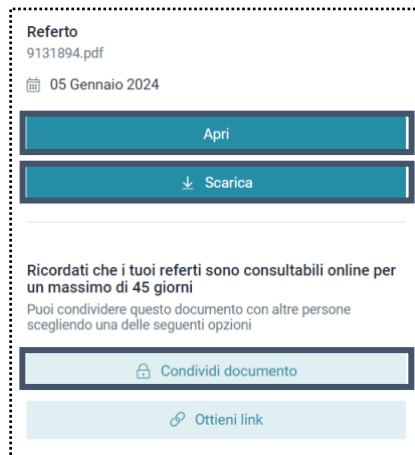 Referto
9131894.pdf
05 Gennaio 2024
Apri
Scarica
Ricordati che i tuoi referti sono consultabili online per
un massimo di 45 giorni
Puoi condividere questo documento con altre persone
scegliendo una delle seguenti opzioni
Condividi documento
Ottieni link